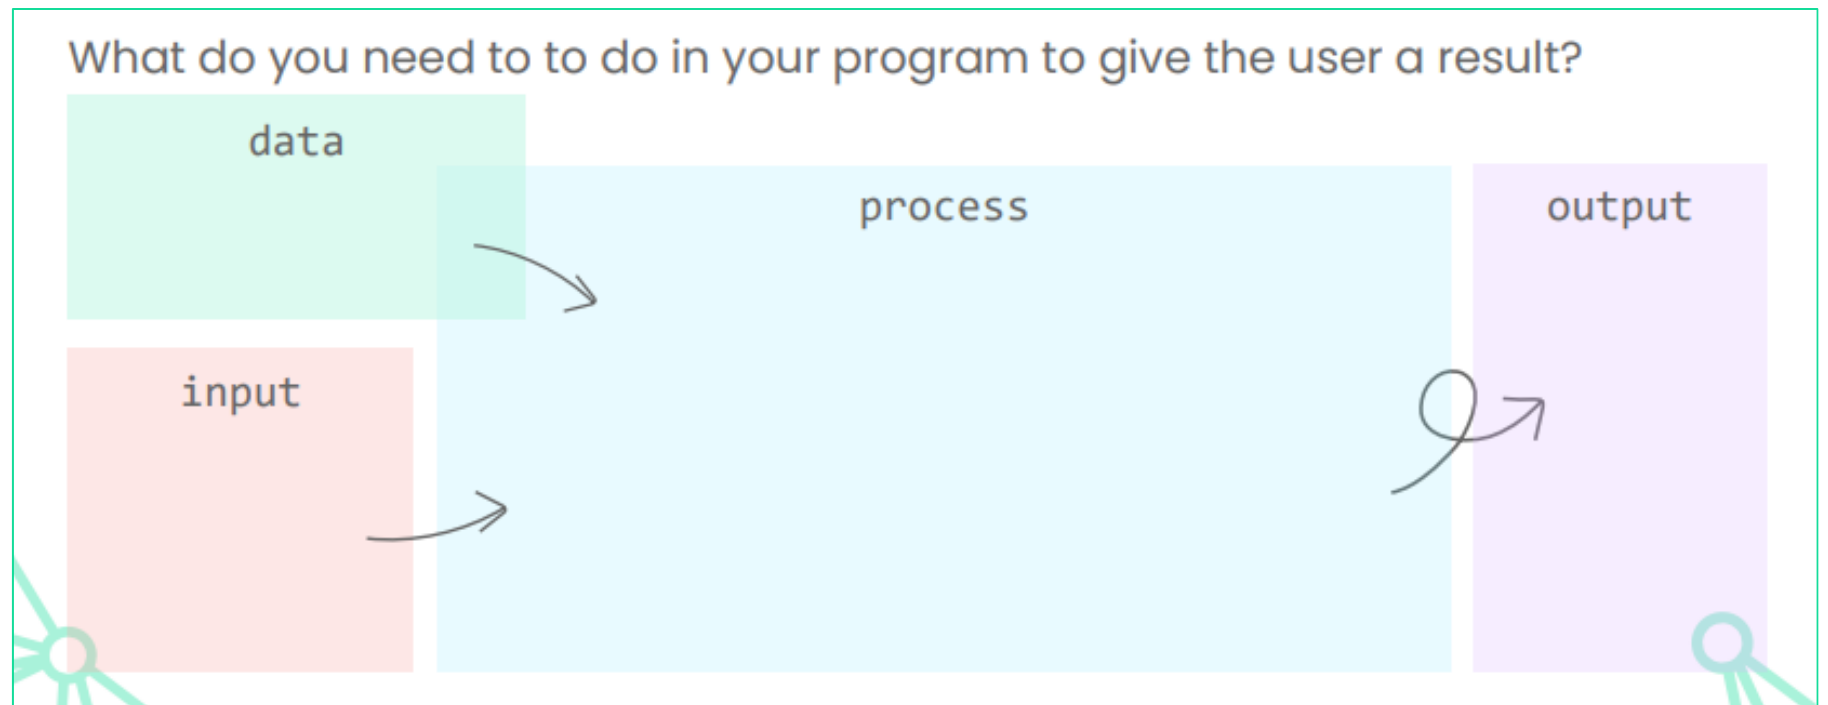 What do you need to to do in your program to give the user a result?
data
process
output
input